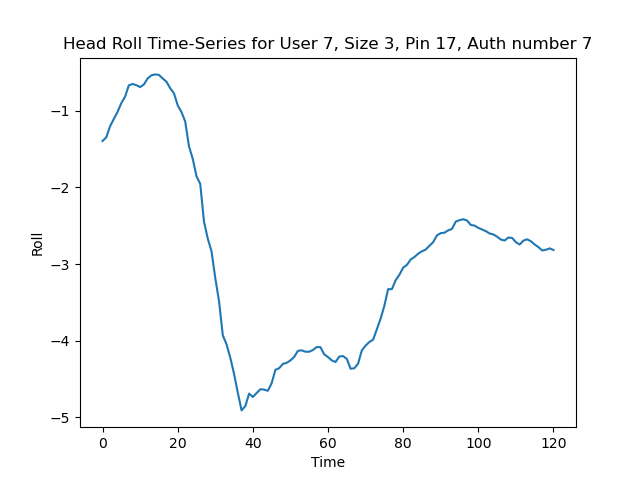 Head Roll Time-Series for User 7, Size 3, Pin 17, Auth number 7
−1
−2
−3
−4
−5
Roll
0 20 40 60 80 100 120
Time